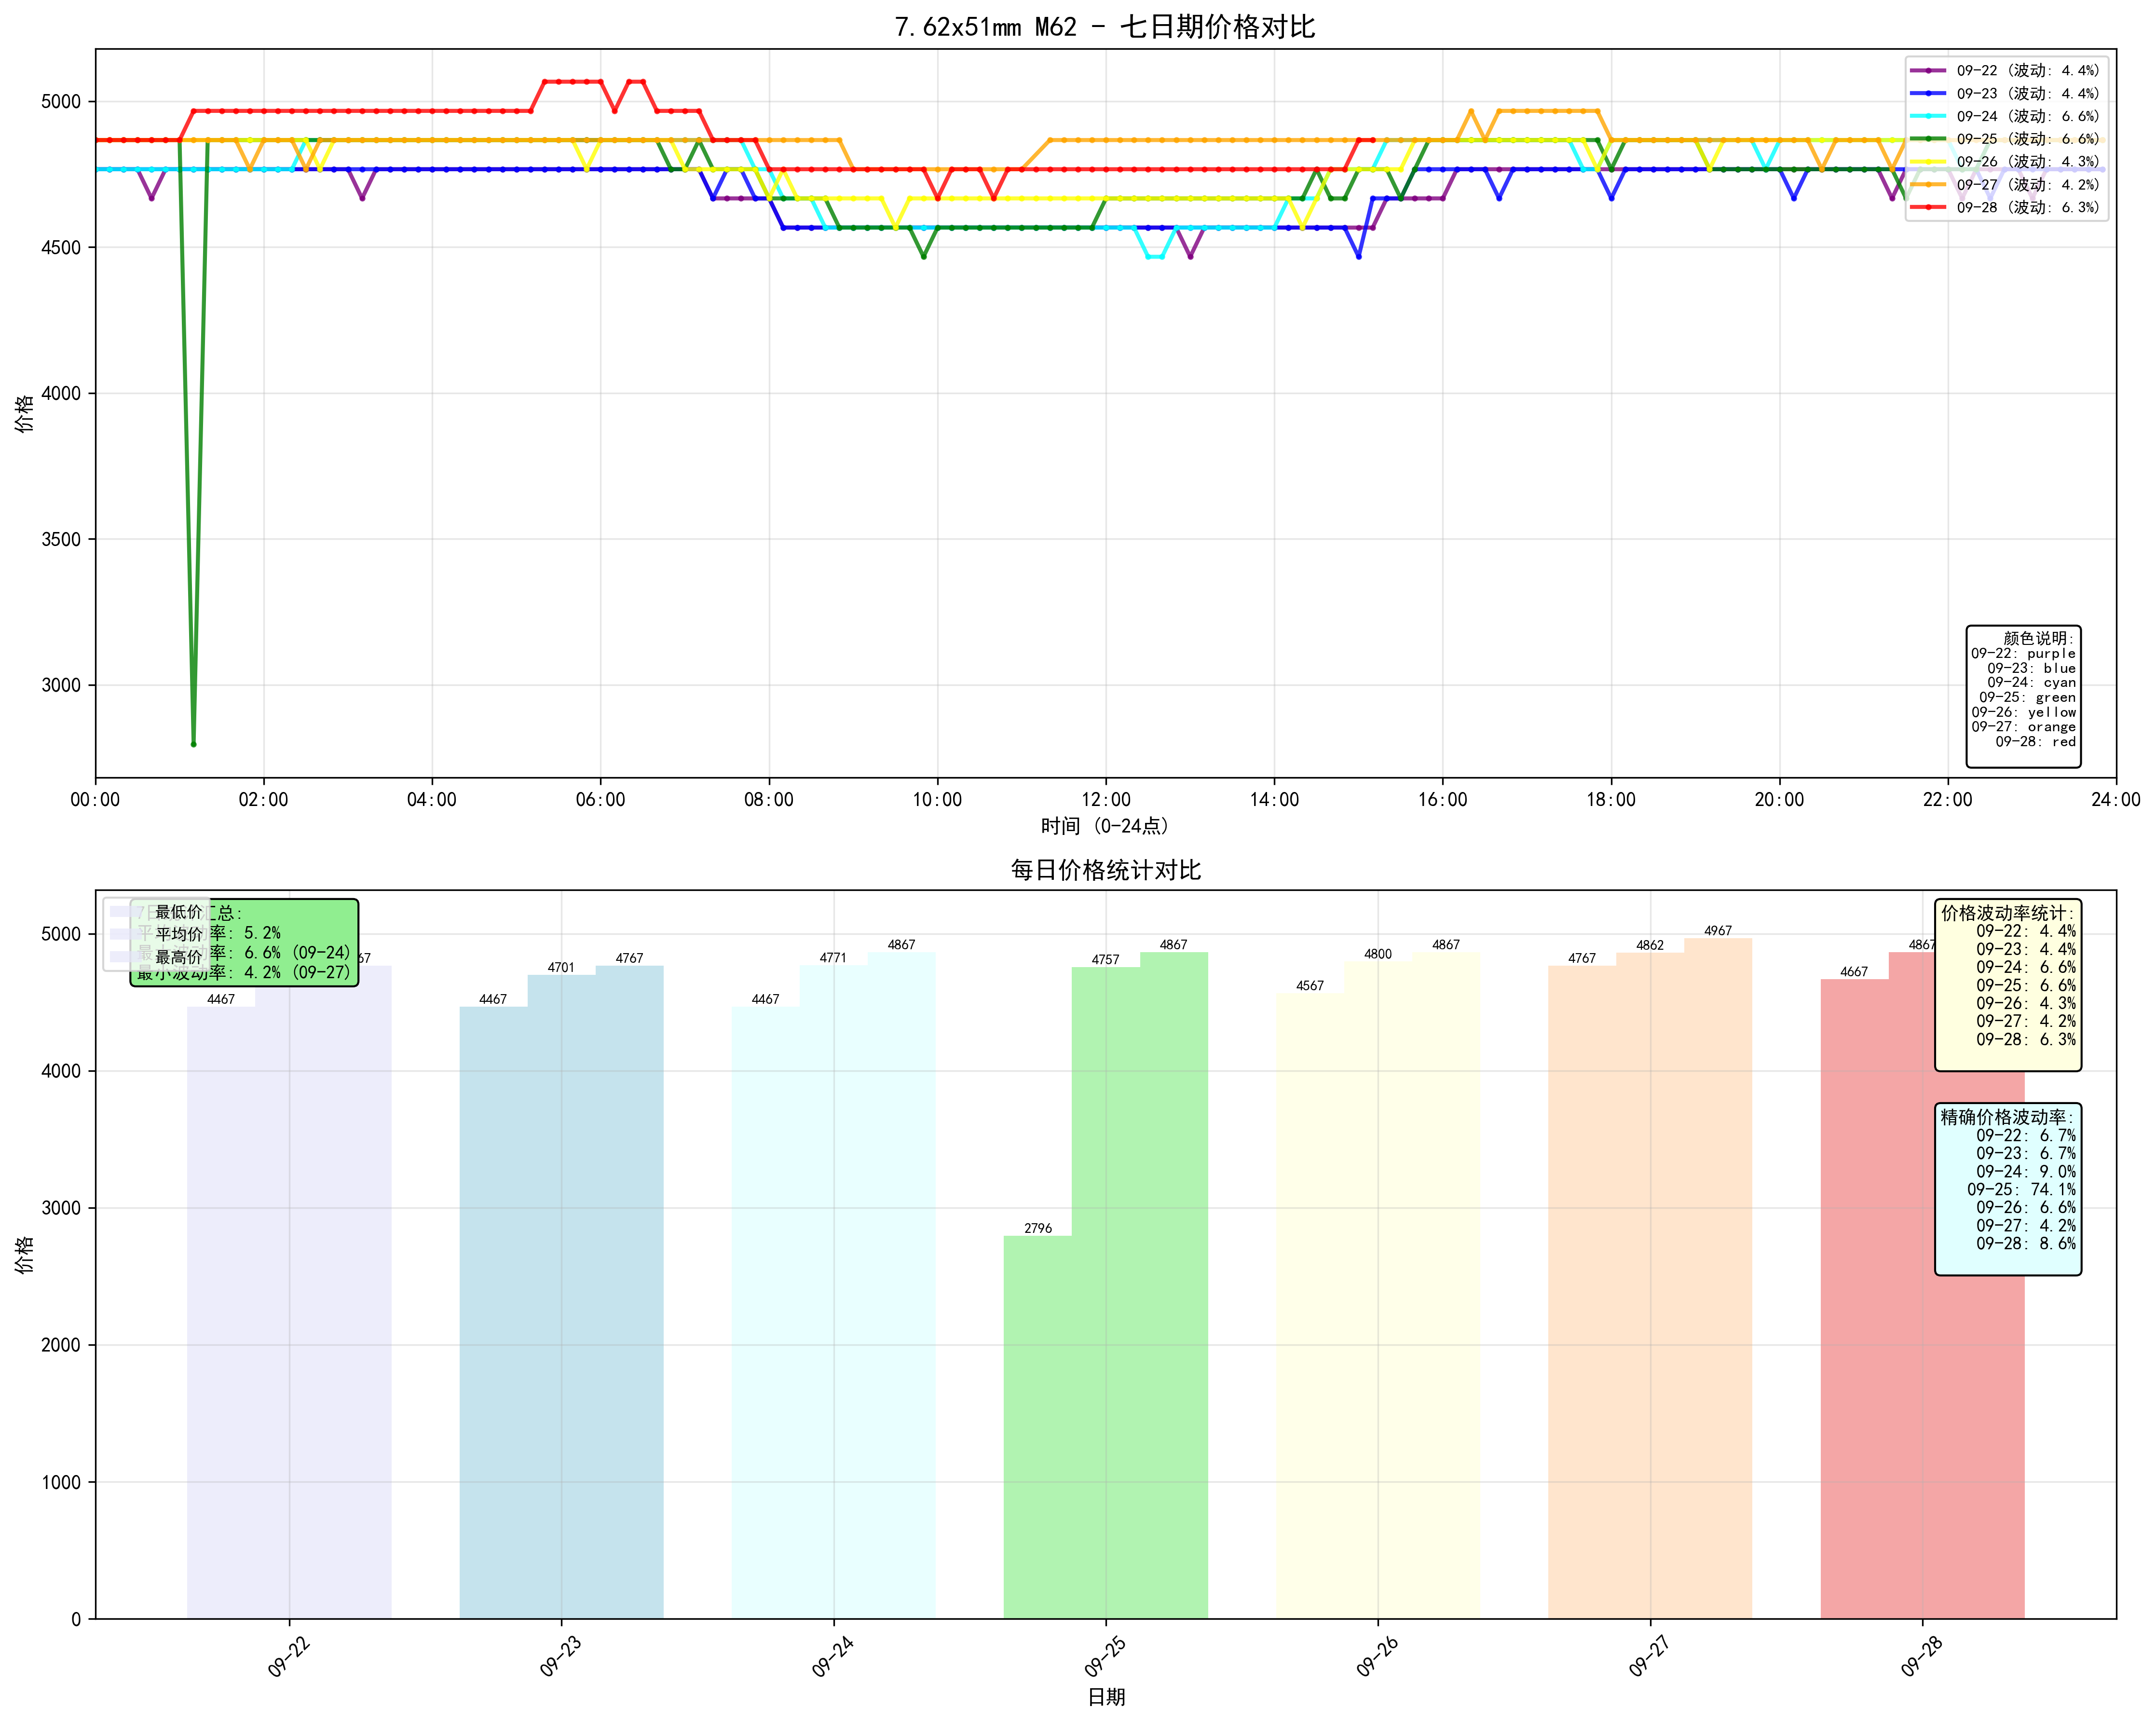 7.62x51mm M62 - 七日期价格对比
价格
5000
4500
4000
3500
3000
09-22 (波动: 4.4%)
09-23 (波动: 4.4%)
09-24 (波动: 6.6%)
09-25 (波动: 6.6%)
09-26 (波动: 4.3%)
09-27 (波动: 4.2%)
09-28 (波动: 6.3%)
颜色说明:
09-22: purple
09-23: blue
09-24: cyan
09-25: green
09-26: yellow
09-27: orange
09-28: red
00:00 02:00 04:00 06:00 08:00 10:00 12:00 14:00 16:00 18:00 20:00 22:00 24:00
时间 (0-24点)
每日价格统计对比
价格
5000
4000
3000
2000
1000
0
最低价
平均价
最高价
汇总:
率: 5.2%
率: 6.6% (09-24)
最小波动率: 4.2% (09-27)
4467
4467 4701 4767
4467 4771 4867
2796 4757 4867
4567 4800 4867
4767 4862 4967
4667 4867
价格波动率统计:
09-22: 4.4%
09-23: 4.4%
09-24: 6.6%
09-25: 6.6%
09-26: 4.3%
09-27: 4.2%
09-28: 6.3%
精确价格波动率:
09-22: 6.7%
09-23: 6.7%
09-24: 9.0%
09-25: 74.1%
09-26: 6.6%
09-27: 4.2%
09-28: 8.6%
09-22 09-23 09-24 09-25 09-26 09-27 09-28
日期